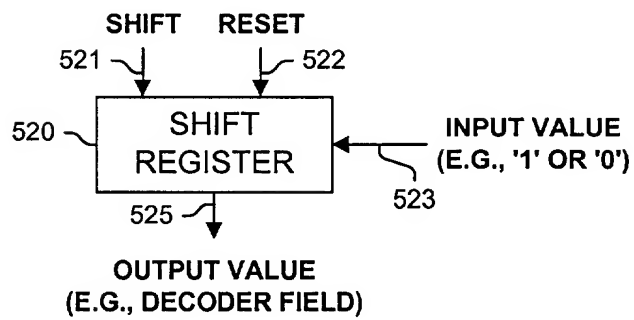 SHIFT RESET
521 522
520
SHIFT
REGISTER
INPUT VALUE
(E.G., '1' OR '0')
523
525
OUTPUT VALUE
(E.G., DECODER FIELD)